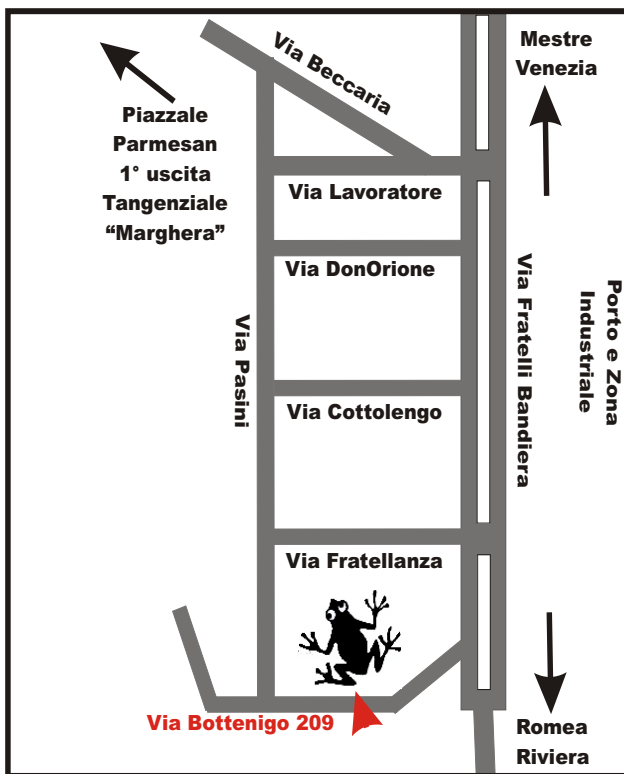 Mestre
Venezia
Via Beccaria
Piazzale
Parmesan
1° uscita
Tangenziale
“Marghera”
Via Lavoratore
Via DonOrione
Via Pasini
Via Fratelli Bandiera
Porto e Zona
Industriale
Via Cottolengo
Via Fratellanza
Via Bottenigo 209
Romea
Riviera